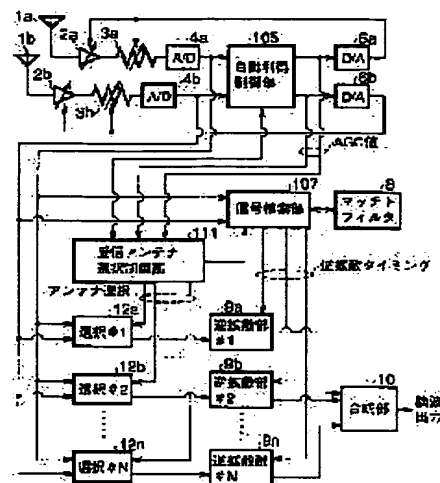 1a
1b
2a
3a
4a
105
6a
A/D
自動利得
制御部
D/A
2b
3b
4b
6b
A/D
D/A
AGC値
107
8
信号検索部
マッチト
フィルタ
111
受信アンテナ
選択制御部
逆拡散タイミング
アンテナ選択
12a
9a
選択#1
逆拡散部
#1
12b
9b
選択#2
逆拡散部
#2
10
合成部
12n
9n
選択#N
逆拡散部
#N